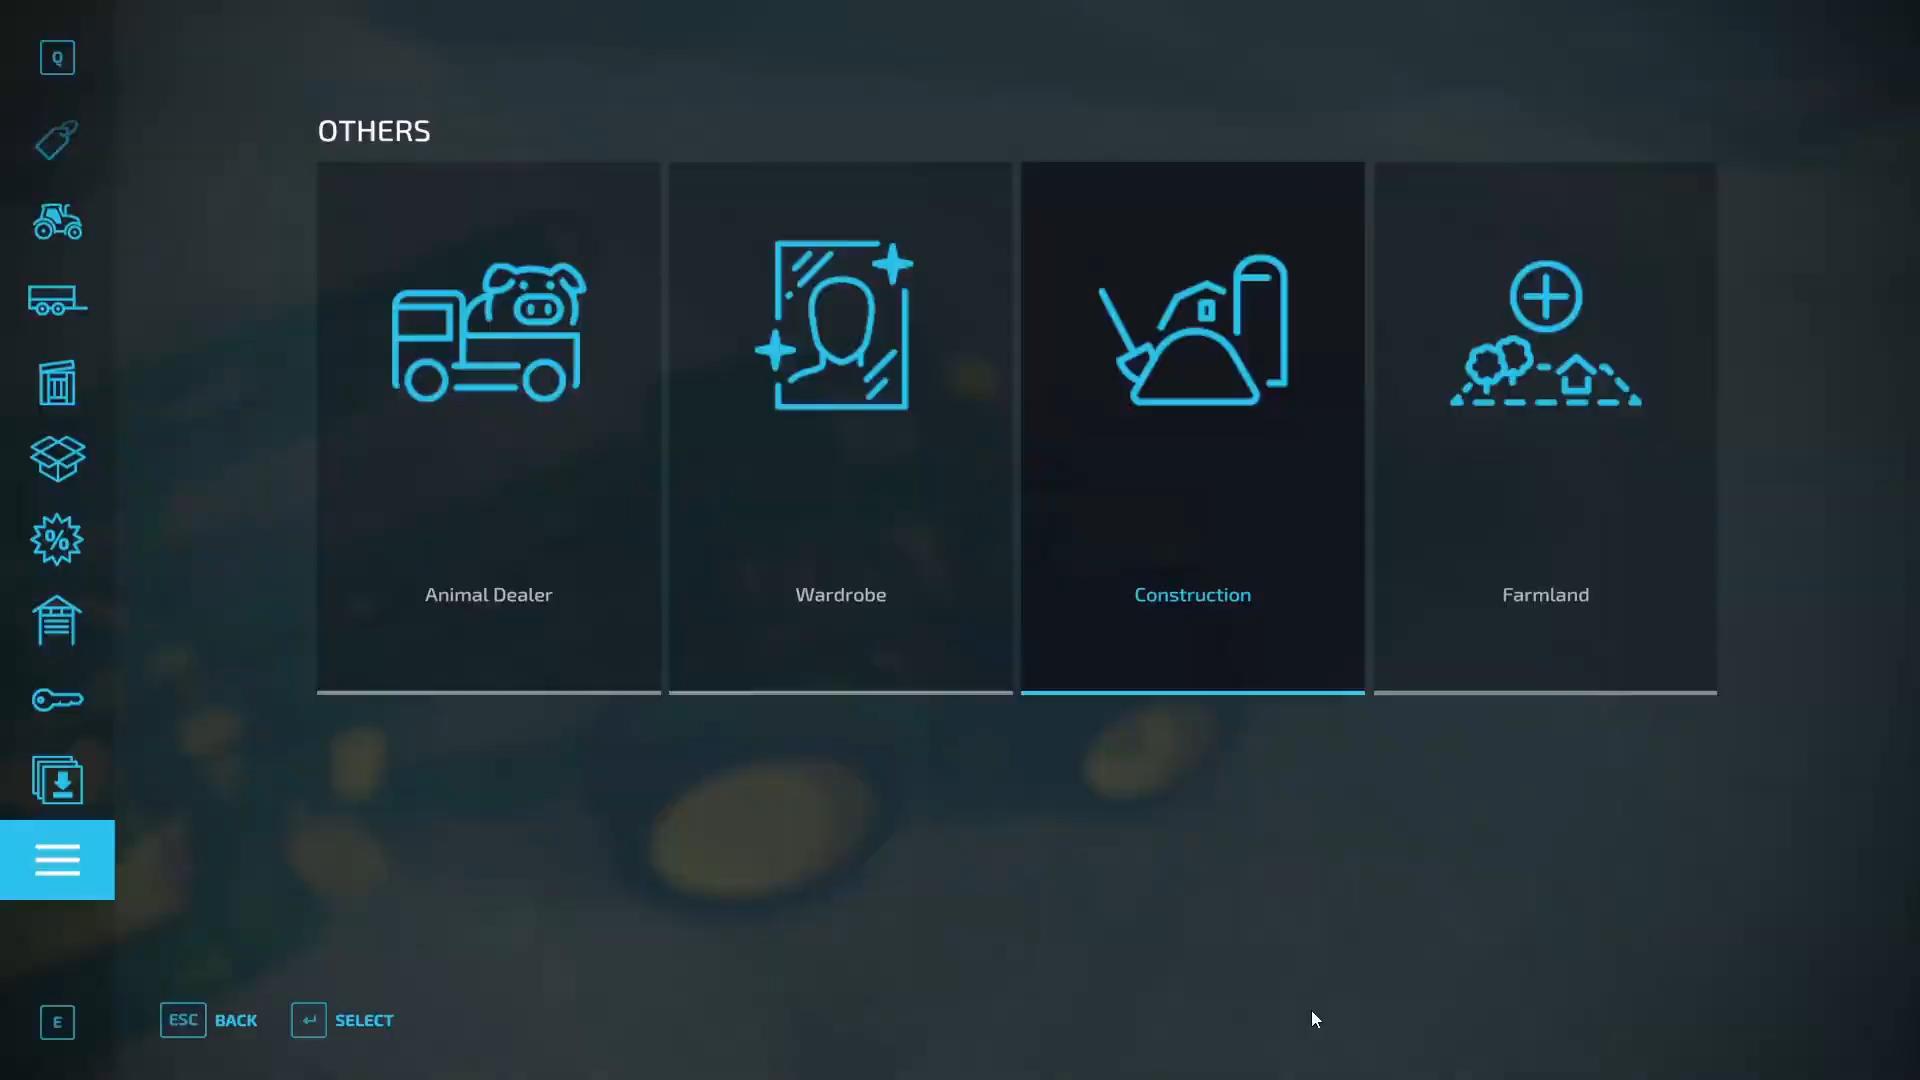 Q
OTHERS
Animal Dealer
Wardrobe
Construction
Farmland
%
E
ESC BACK
↵ SELECT